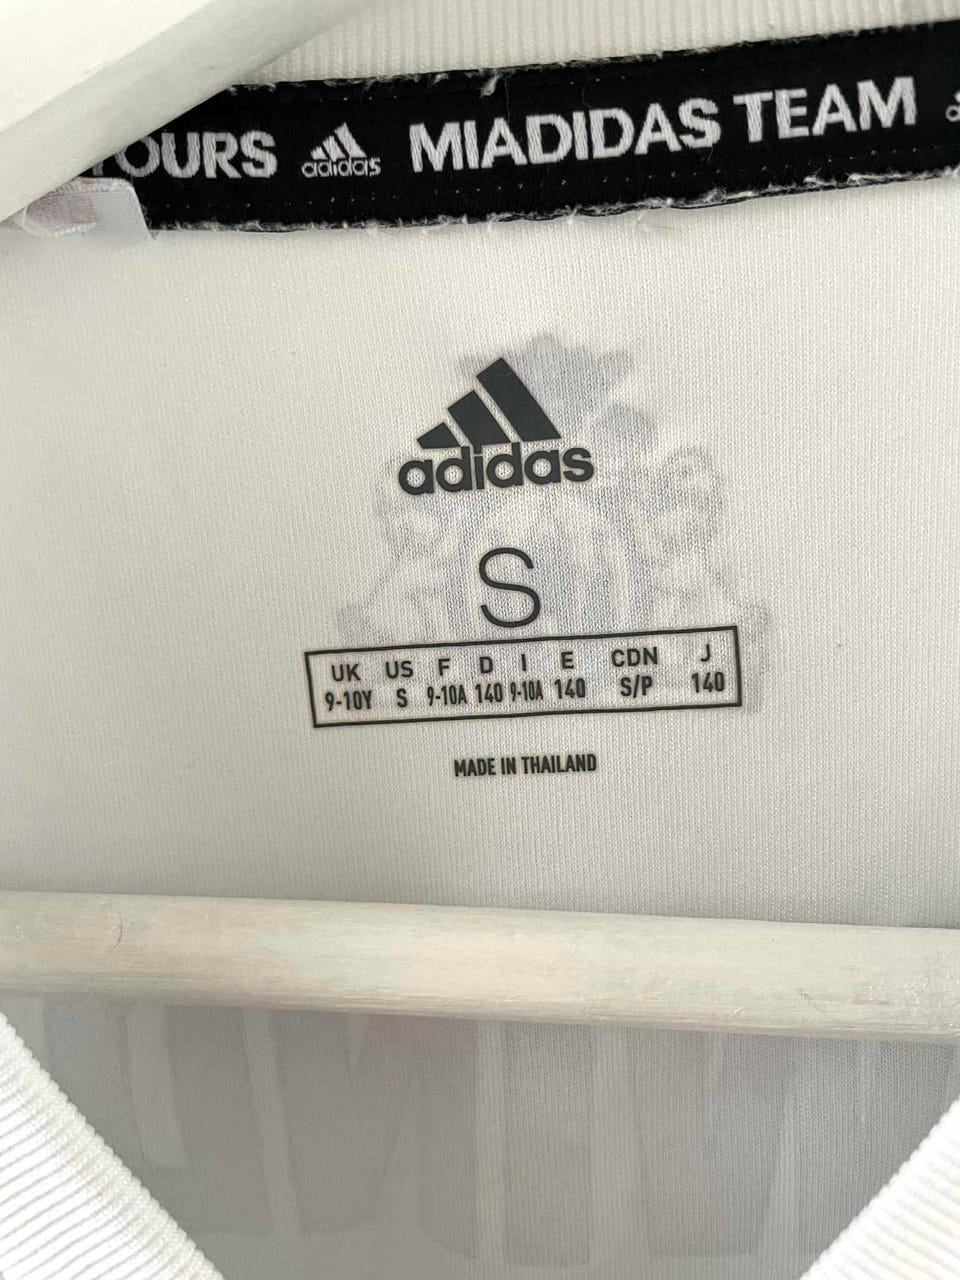 YOURS adidas MIADIDAS TEAM
adidas
S
UK US F D I E CDN J
9-10Y S 9-10A 140 9-10A 140 S/P 140
MADE IN THAILAND